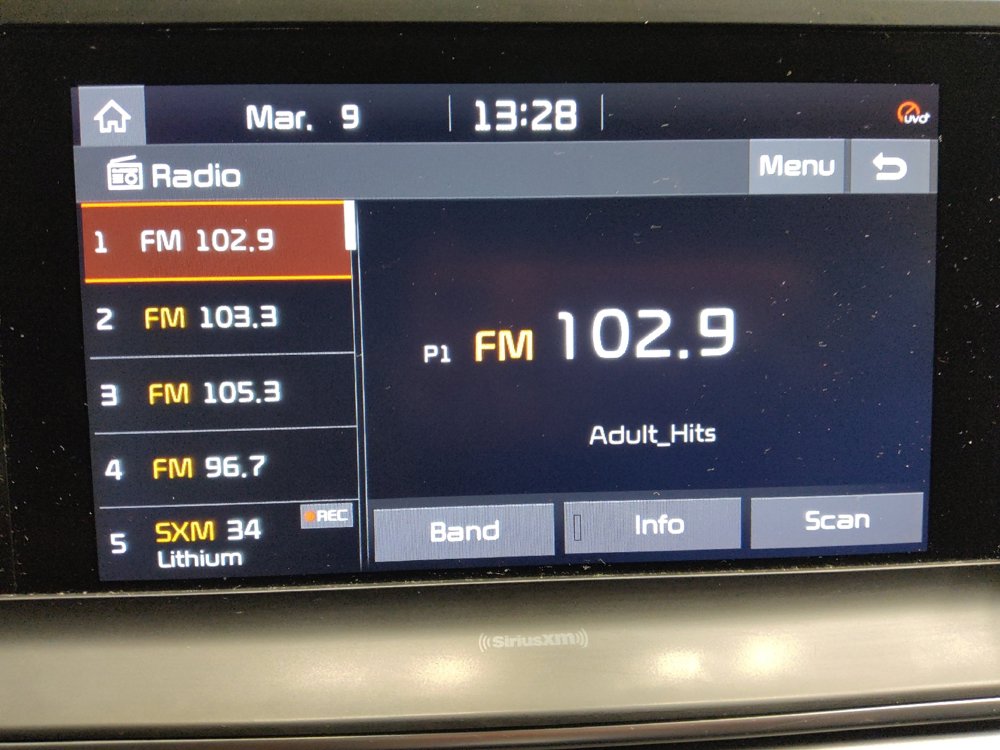 Mar. 9 13:28 uvo
Radio Menu
1 FM 102.9
2 FM 103.3
3 FM 105.3
4 FM 96.7
5 SXM 34 REC
Lithium
P1 FM 102.9
Adult_Hits
Band Info Scan
((SiriusXM))